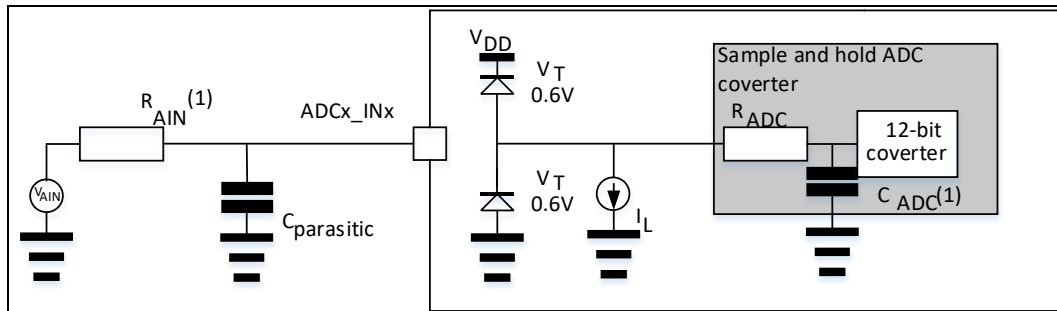 V DD
V T
0.6V
Sample and hold ADC
coverter
R AIN (1)
ADCx_INx
R ADC
12-bit
coverter
V AIN
V T
0.6V
C parasitic
I L
C ADC (1)